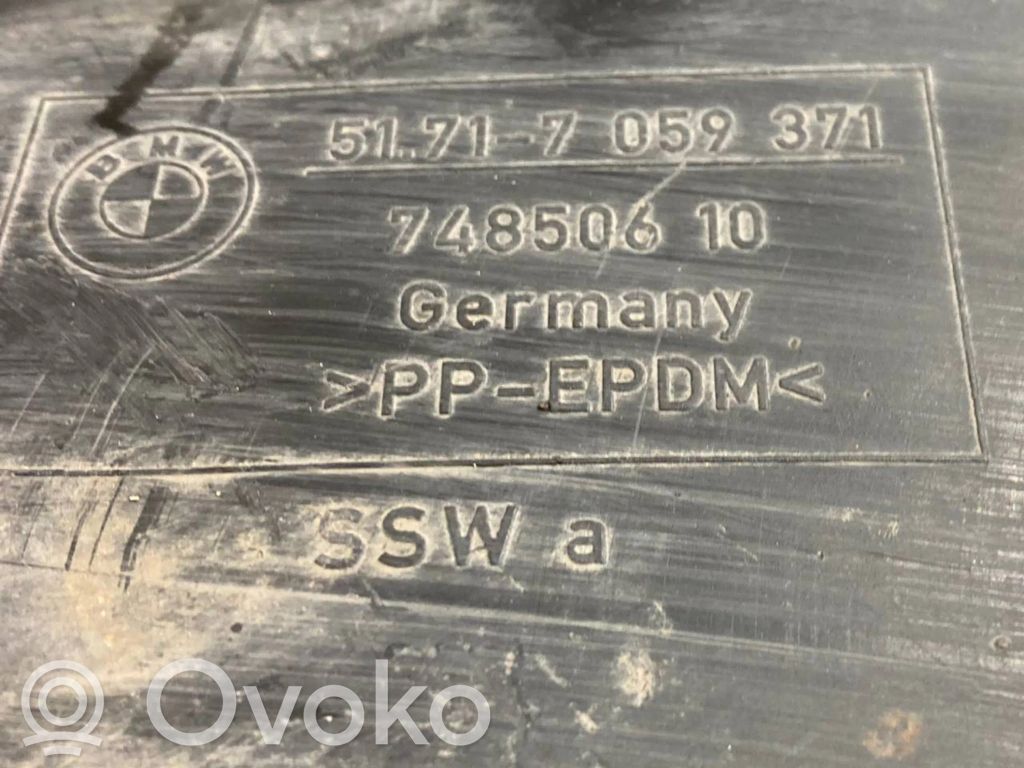 BMW
51.71-7 059 371
748506 10
Germany
>PP-EPDM<
SSW a
Ovoko